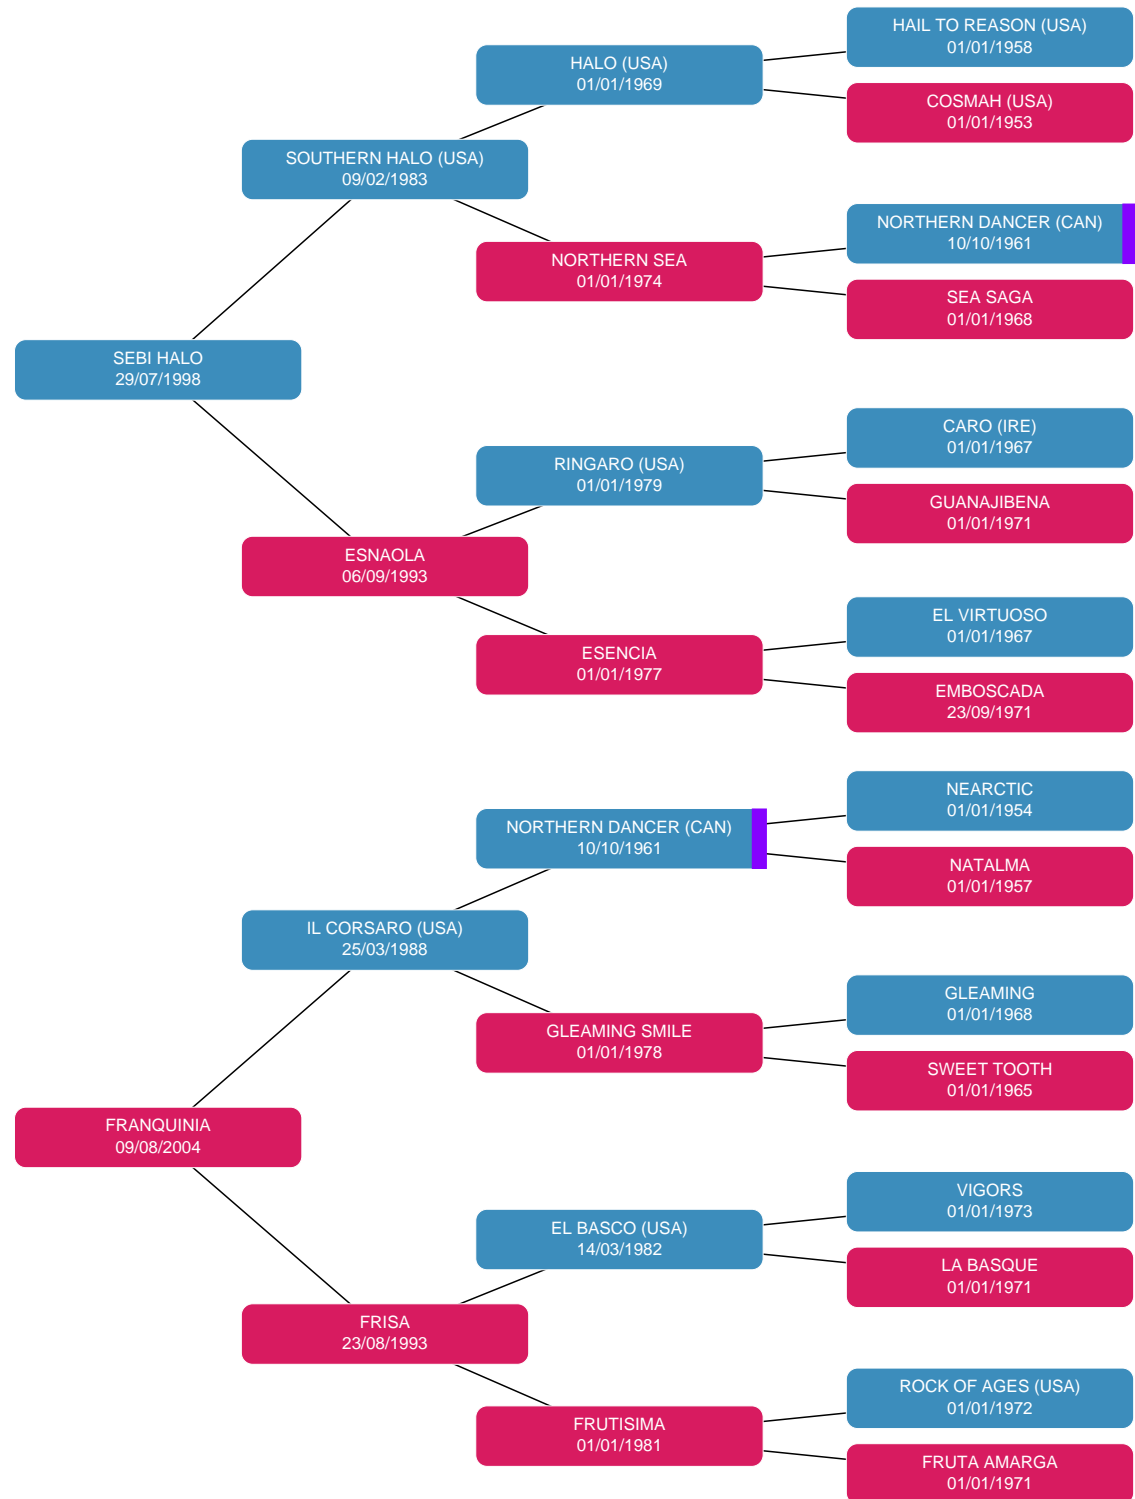 HAIL TO REASON (USA)
01/01/1958
HALO (USA)
01/01/1969
COSMAH (USA)
01/01/1953
SOUTHERN HALO (USA)
09/02/1983
NORTHERN DANCER (CAN)
10/10/1961
NORTHERN SEA
01/01/1974
SEA SAGA
01/01/1968
SEBI HALO
29/07/1998
CARO (IRE)
01/01/1967
RINGARO (USA)
01/01/1979
GUANAJIBENA
01/01/1971
ESNAOLA
06/09/1993
EL VIRTUOSO
01/01/1967
ESENCIA
01/01/1977
EMBOSCADA
23/09/1971
NEARCTIC
01/01/1954
NORTHERN DANCER (CAN)
10/10/1961
NATALMA
01/01/1957
IL CORSARO (USA)
25/03/1988
GLEAMING
01/01/1968
GLEAMING SMILE
01/01/1978
SWEET TOOTH
01/01/1965
FRANQUINIA
09/08/2004
VIGORS
01/01/1973
EL BASCO (USA)
14/03/1982
LA BASQUE
01/01/1971
FRISA
23/08/1993
ROCK OF AGES (USA)
01/01/1972
FRUTISIMA
01/01/1981
FRUTA AMARGA
01/01/1971